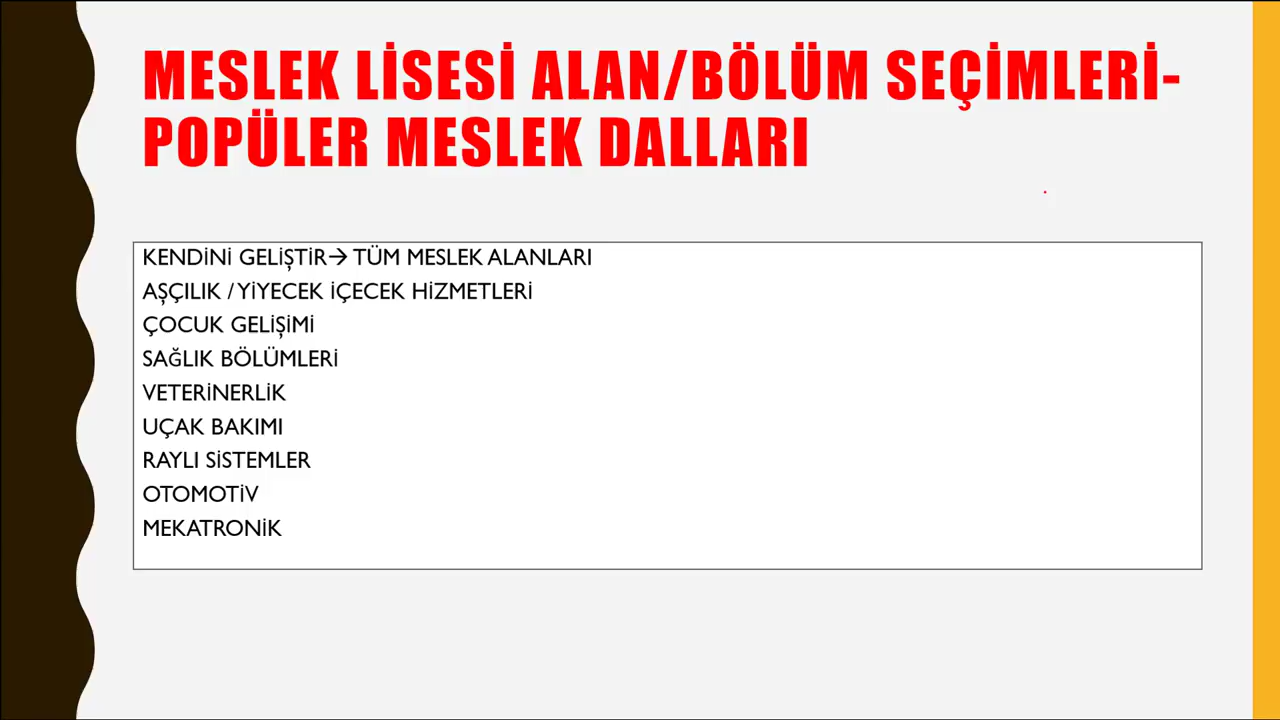 MESLEK LİSESİ ALAN/BÖLÜM SEÇİMLERİ-
POPÜLER MESLEK DALLARI
KENDİNİ GELİŞTİR→ TÜM MESLEK ALANLARI
AŞÇILIK / YİYECEK İÇECEK HİZMETLERİ
ÇOCUK GELİŞİMİ
SAĞLIK BÖLÜMLERİ
VETERİNERLİK
UÇAK BAKIMI
RAYLI SİSTEMLER
OTOMOTİV
MEKATRONİK